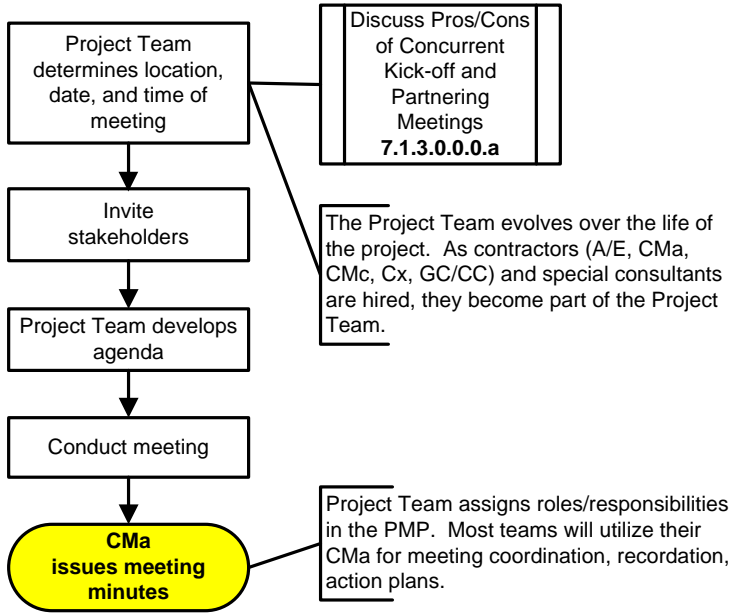 Project Team
determines location,
date, and time of
meeting
Discuss Pros/Cons
of Concurrent
Kick-off and
Partnering
Meetings
7.1.3.0.0.0.a
Invite
stakeholders
The Project Team evolves over the life of
the project.  As contractors (A/E, CMa,
CMc, Cx, GC/CC) and special consultants
are hired, they become part of the Project
Team.
Project Team develops
agenda
Conduct meeting
CMa
issues meeting
minutes
Project Team assigns roles/responsibilities
in the PMP.  Most teams will utilize their
CMa for meeting coordination, recordation,
action plans.